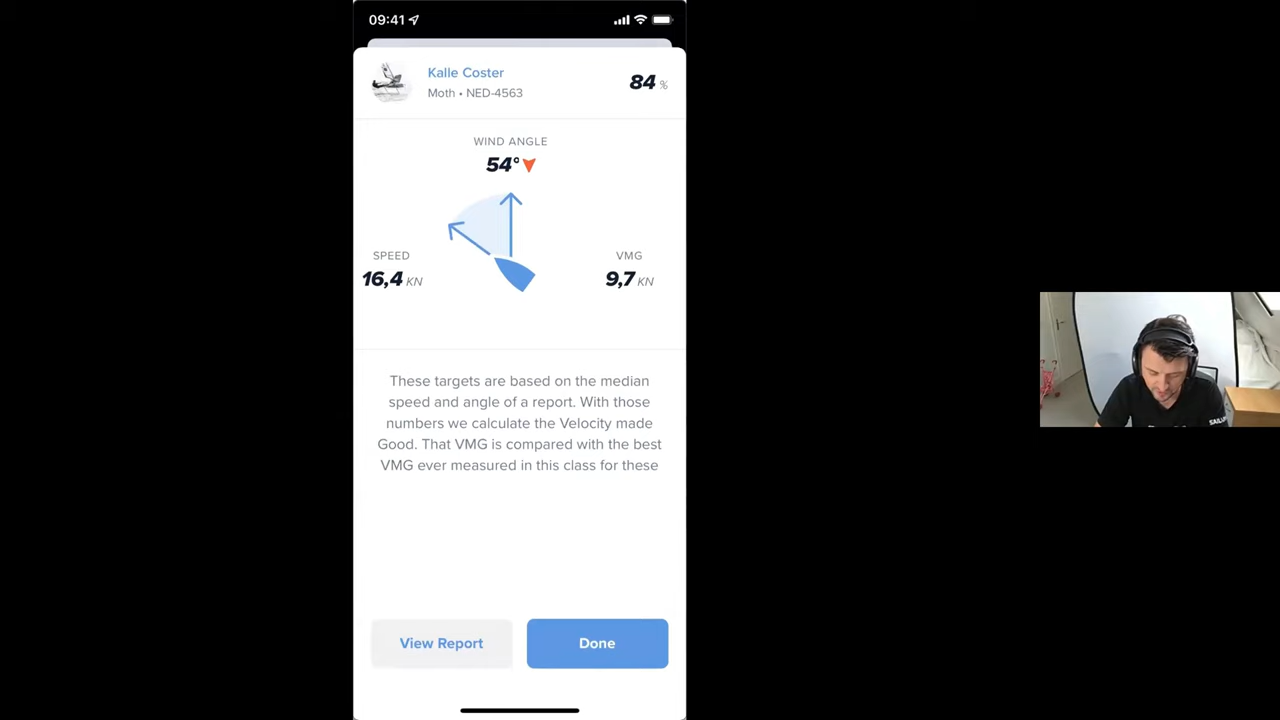 09:41
Kalle Coster
Moth • NED-4563
84 %
WIND ANGLE
54°
SPEED
16,4 KN
VMG
9,7 KN
These targets are based on the median
speed and angle of a report. With those
numbers we calculate the Velocity made
Good. That VMG is compared with the best
VMG ever measured in this class for these
View Report
Done